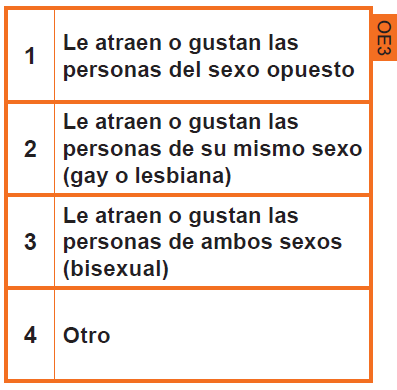 OE3
1
Le atraen o gustan las
personas del sexo opuesto
2
Le atraen o gustan las
personas de su mismo sexo
(gay o lesbiana)
3
Le atraen o gustan las
personas de ambos sexos
(bisexual)
4
Otro